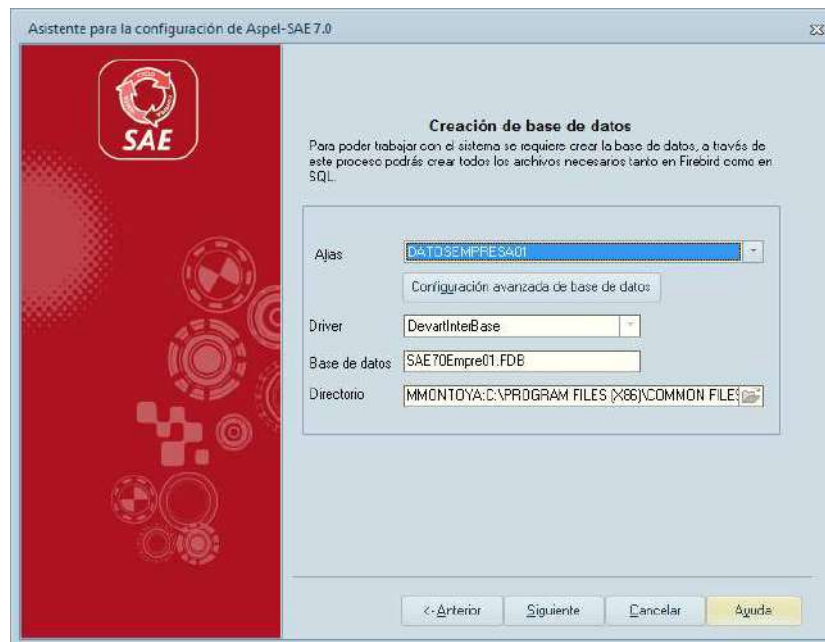 Asistente para la configuración de Aspel-SAE 7.0
SAE
Creación de base de datos
Para poder trabajar con el sistema se requiere crear la base de datos, a través de
este proceso podrás crear todos los archivos necesarios tanto en Firebird como en
SQL.
Alias DATOSEMPRESA01
Configuración avanzada de base de datos
Driver DevartInterBase
Base de datos SAE70Empre01.FDB
Directorio MMONTOYA:C:\PROGRAM FILES (X86)\COMMON FILES
<- Anterior Siguiente Cancelar Ayuda